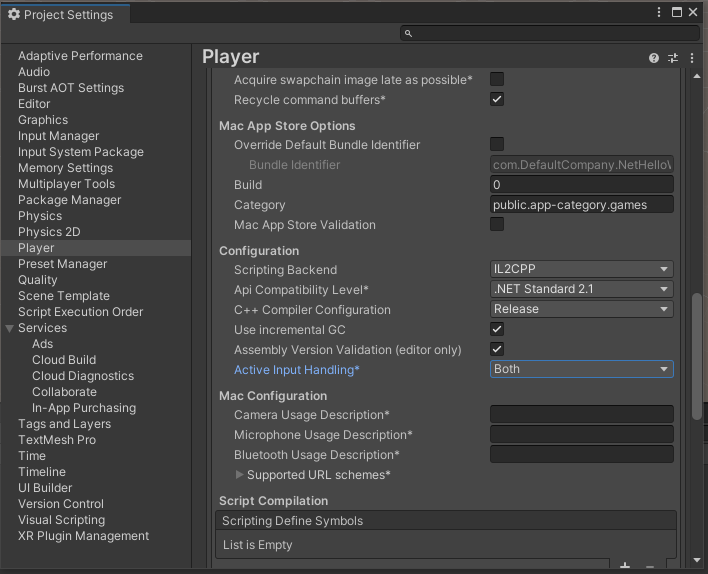 Project Settings
Adaptive Performance
Audio
Burst AOT Settings
Editor
Graphics
Input Manager
Input System Package
Memory Settings
Multiplayer Tools
Package Manager
Physics
Physics 2D
Player
Preset Manager
Quality
Scene Template
Script Execution Order
Services
Ads
Cloud Build
Cloud Diagnostics
Collaborate
In-App Purchasing
Tags and Layers
TextMesh Pro
Time
Timeline
UI Builder
Version Control
Visual Scripting
XR Plugin Management
Player
Acquire swapchain image late as possible*
Recycle command buffers*
Mac App Store Options
Override Default Bundle Identifier
Bundle Identifier com.DefaultCompany.NetHelloW
Build 0
Category public.app-category.games
Mac App Store Validation
Configuration
Scripting Backend IL2CPP
Api Compatibility Level* .NET Standard 2.1
C++ Compiler Configuration Release
Use incremental GC
Assembly Version Validation (editor only)
Active Input Handling* Both
Mac Configuration
Camera Usage Description*
Microphone Usage Description*
Bluetooth Usage Description*
Supported URL schemes*
Script Compilation
Scripting Define Symbols
List is Empty